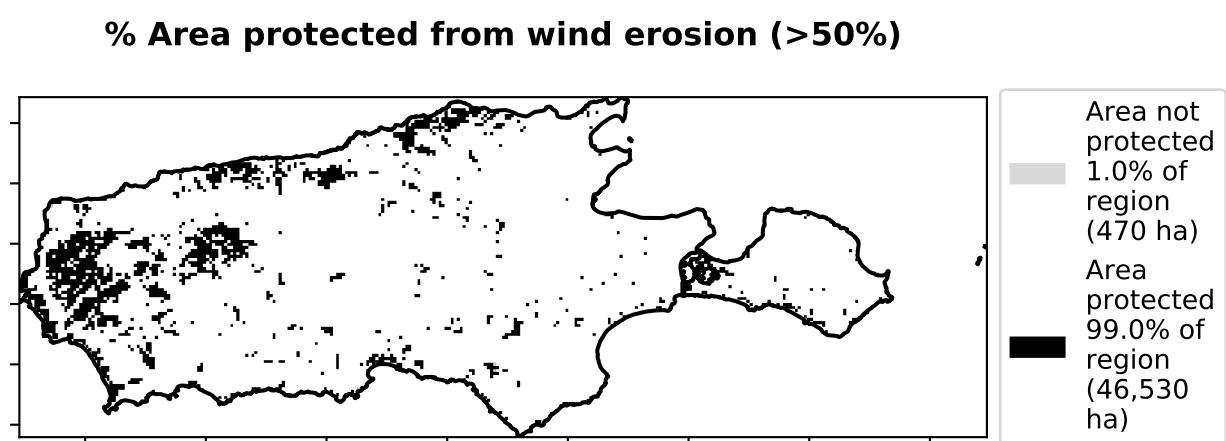 % Area protected from wind erosion (>50%)
Area not
protected
1.0% of
region
(470 ha)
Area
protected
99.0% of
region
(46,530
ha)